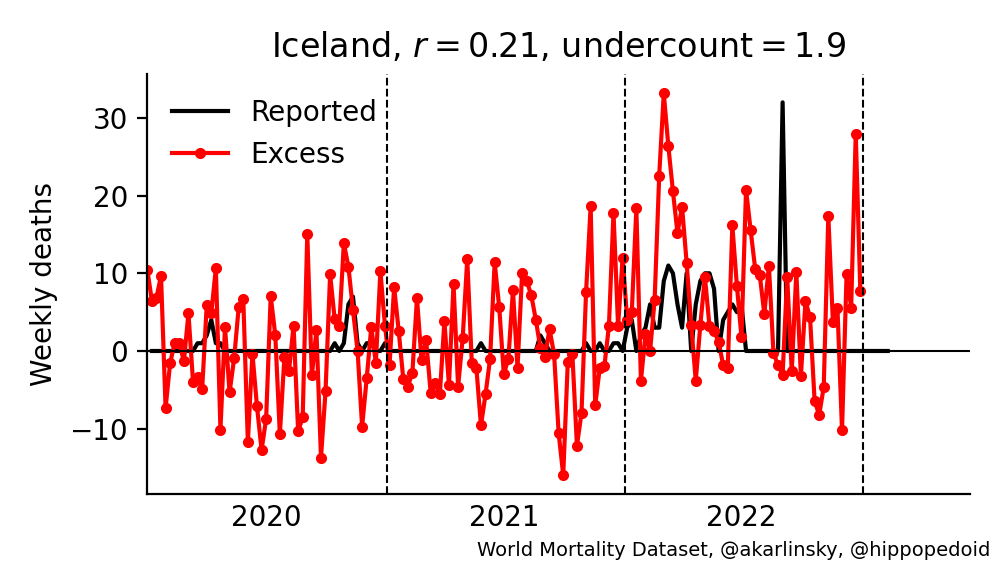 Iceland, r = 0.21, undercount = 1.9
Reported
Excess
Weekly deaths
30
20
10
0
−10
2020 2021 2022
World Mortality Dataset, @akarlinsky, @hippopedoid